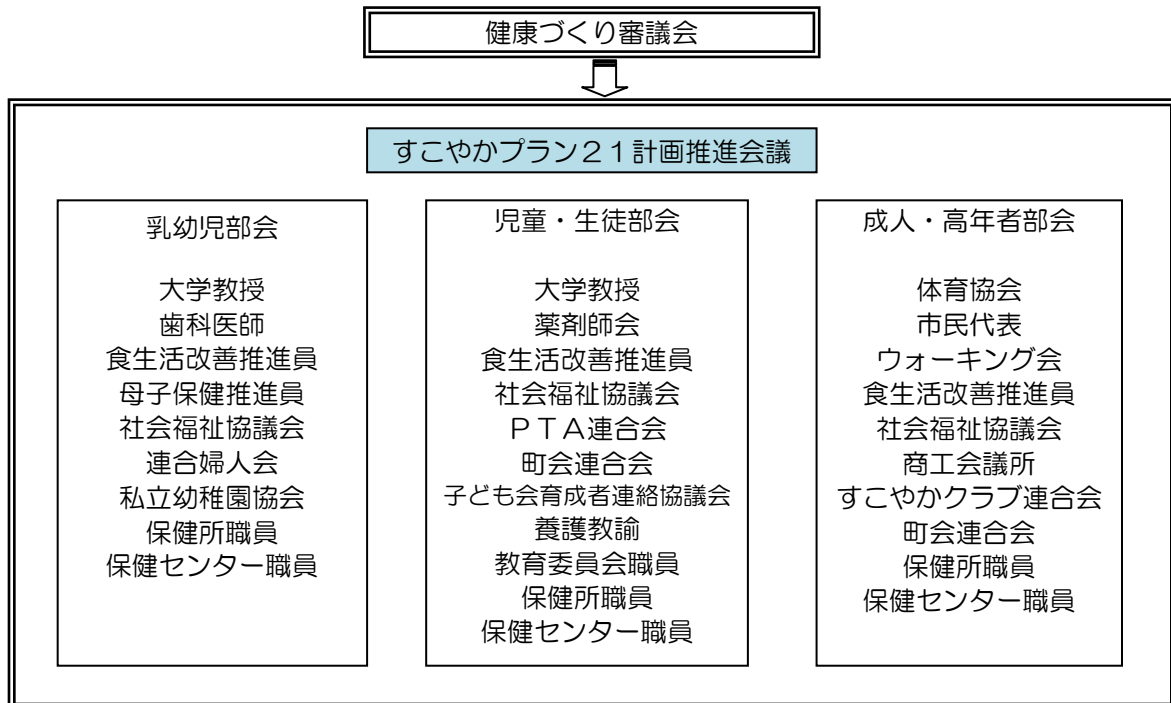 健康づくり審議会
すこやかプラン２１計画推進会議
乳幼児部会
大学教授
歯科医師
食生活改善推進員
母子保健推進員
社会福祉協議会
連合婦人会
私立幼稚園協会
保健所職員
保健センター職員
児童・生徒部会
大学教授
薬剤師会
食生活改善推進員
社会福祉協議会
ＰＴＡ連合会
町会連合会
子ども会育成者連絡協議会
養護教諭
教育委員会職員
保健所職員
保健センター職員
成人・高年者部会
体育協会
市民代表
ウォーキング会
食生活改善推進員
社会福祉協議会
商工会議所
すこやかクラブ連合会
町会連合会
保健所職員
保健センター職員